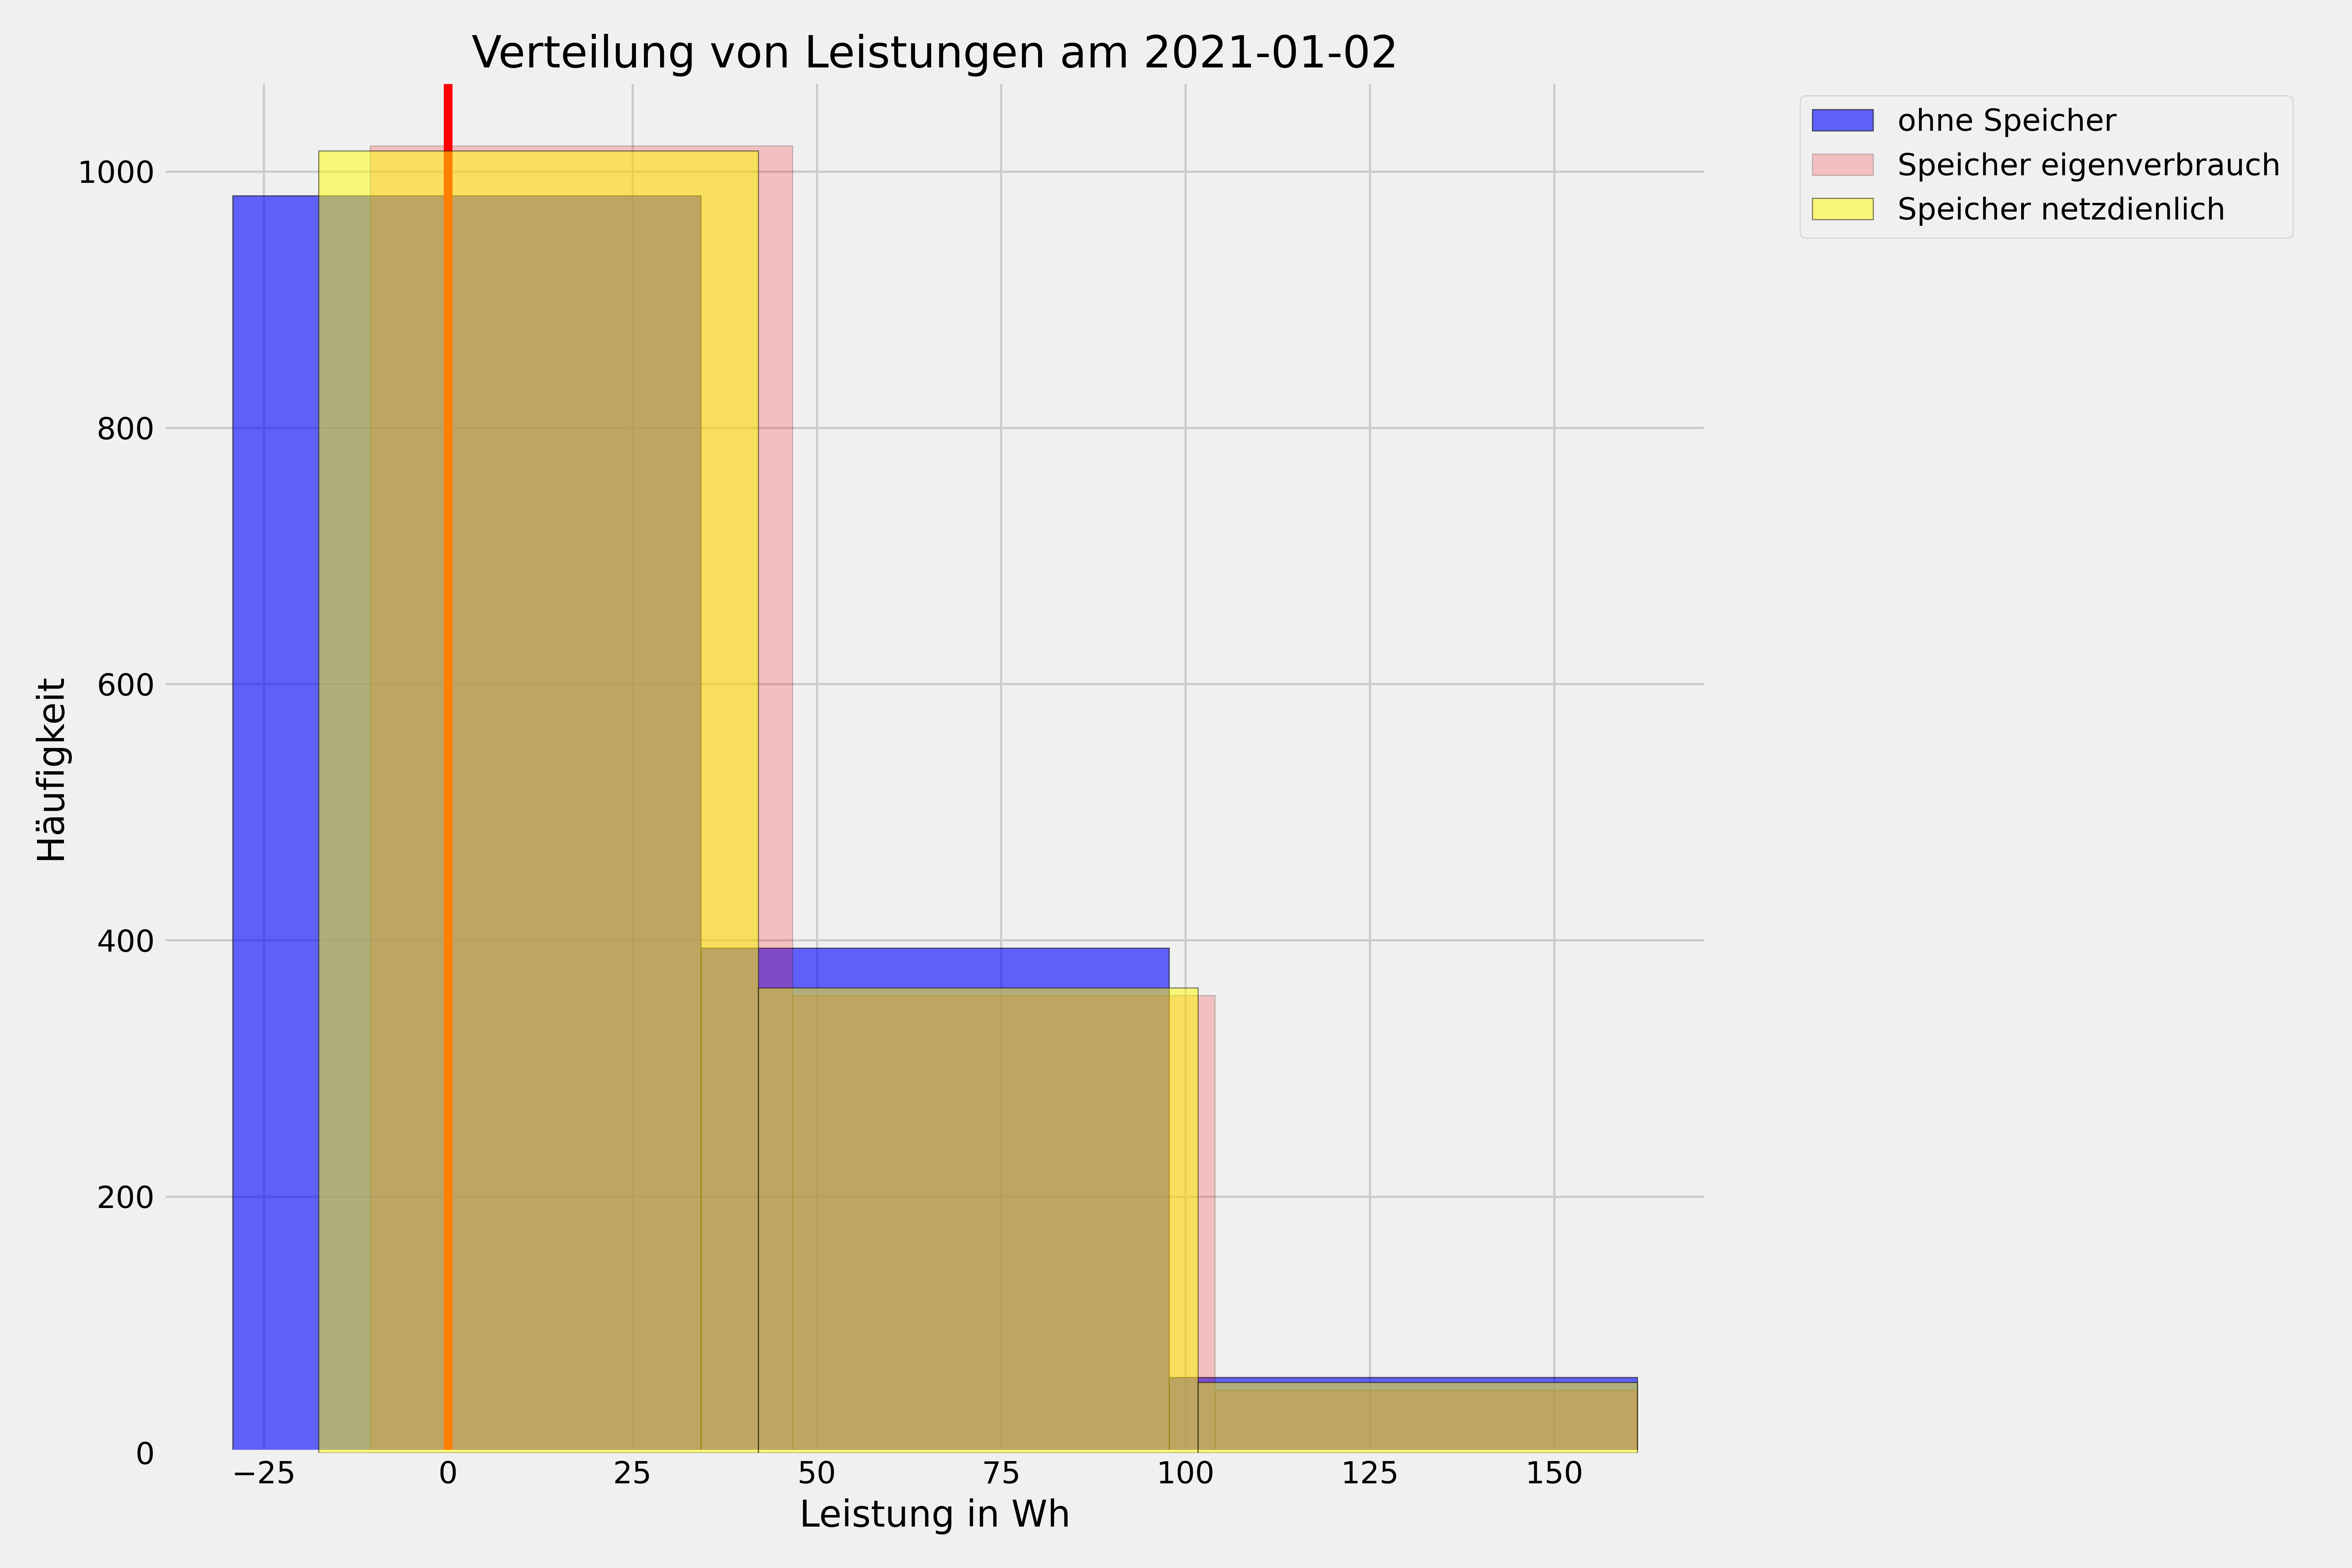 Verteilung von Leistungen am 2021-01-02
ohne Speicher
Speicher eigenverbrauch
Speicher netzdienlich
Häufigkeit
1000
800
600
400
200
0
−25 0 25 50 75 100 125 150
Leistung in Wh